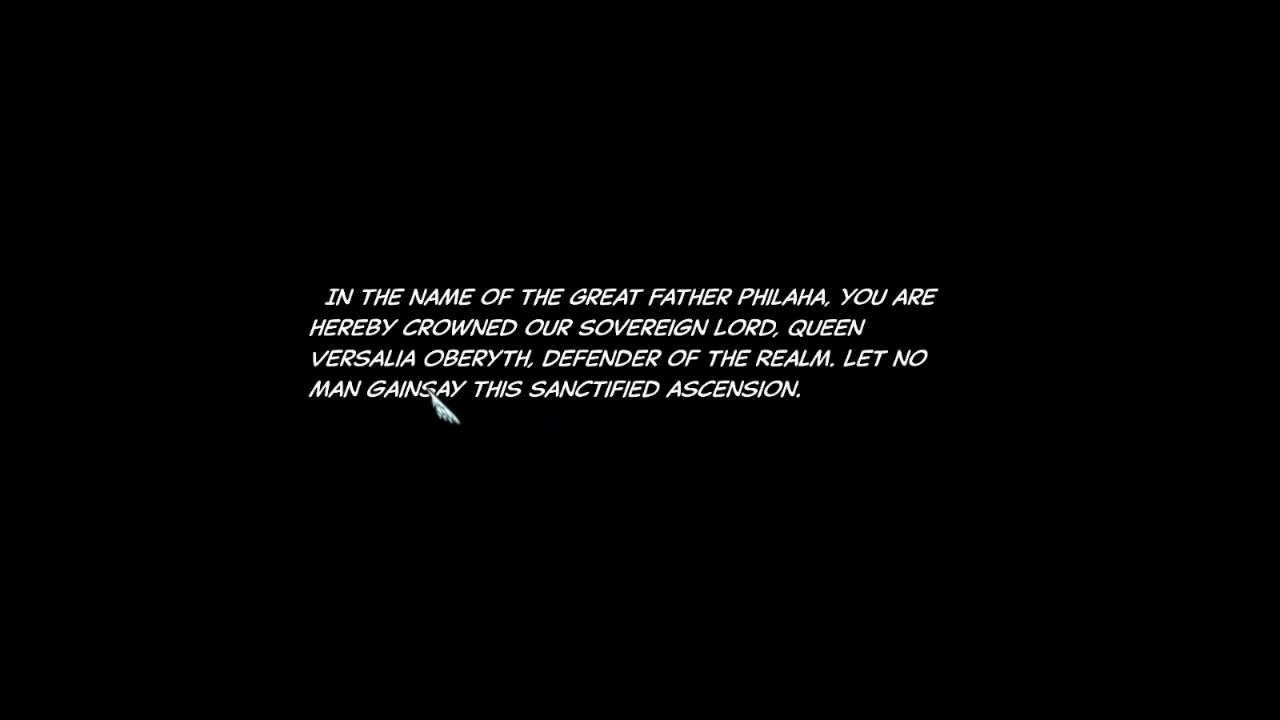 IN THE NAME OF THE GREAT FATHER PHILAHA, YOU ARE
HEREBY CROWNED OUR SOVEREIGN LORD, QUEEN
VERSALIA OBERYTH, DEFENDER OF THE REALM. LET NO
MAN GAINSAY THIS SANCTIFIED ASCENSION.